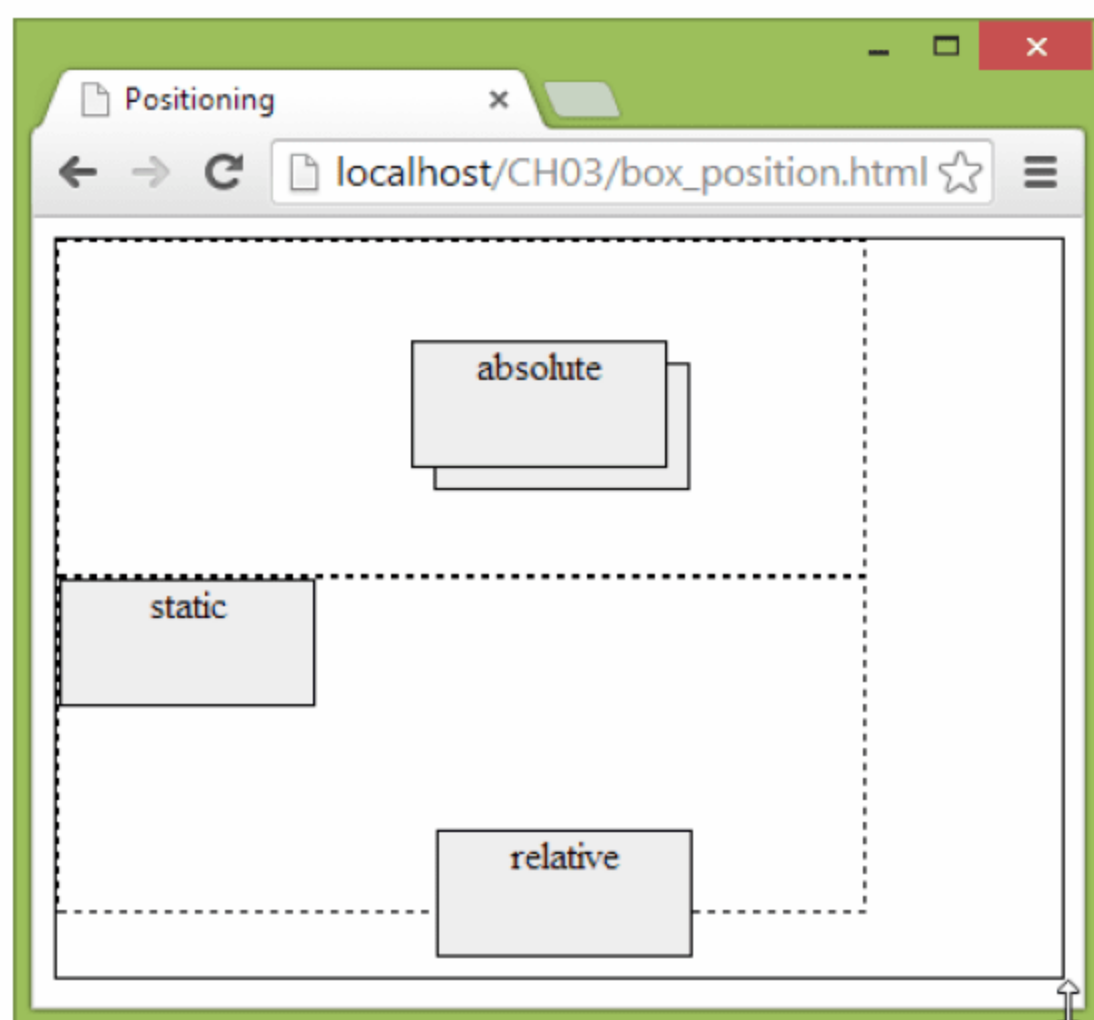 Positioning
localhost/CH03/box_position.html
absolute
static
relative